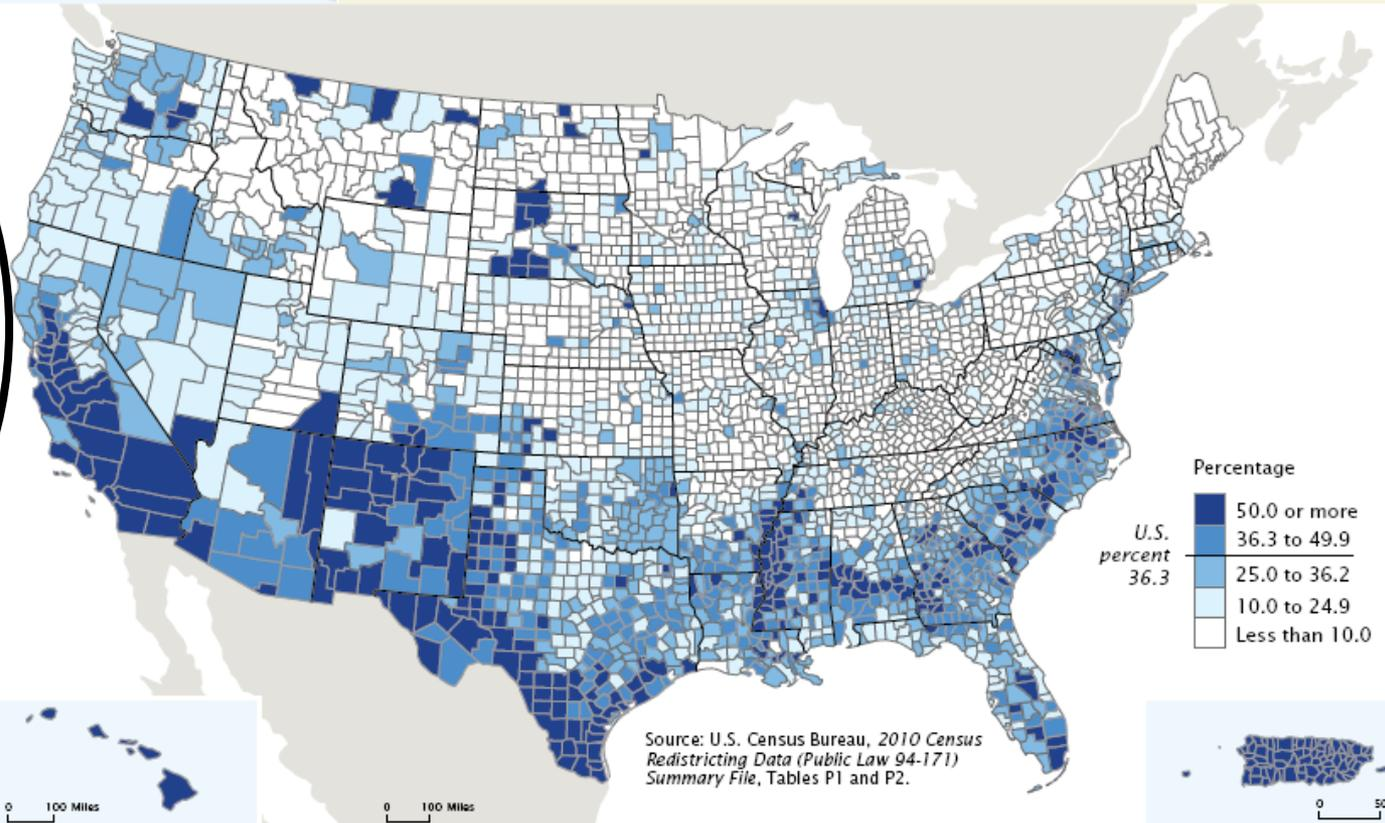 Percentage
50.0 or more
36.3 to 49.9
U.S.
percent
36.3
25.0 to 36.2
10.0 to 24.9
Less than 10.0
Source: U.S. Census Bureau, 2010 Census
Redistricting Data (Public Law 94-171)
Summary File, Tables P1 and P2.
0 100 Miles
0 100 Miles
0 50